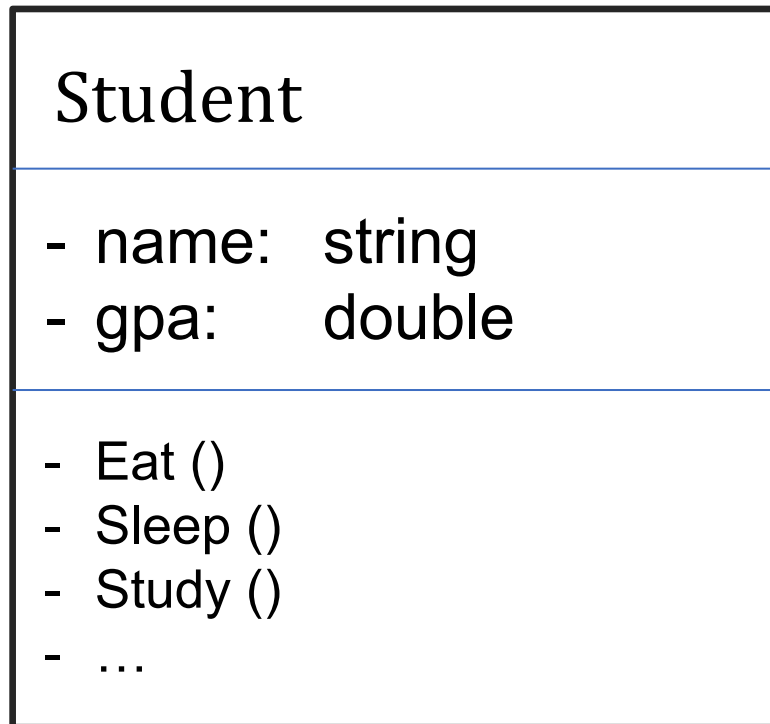 Student
- name: string
- gpa: double
- Eat ()
- Sleep ()
- Study ()
- …